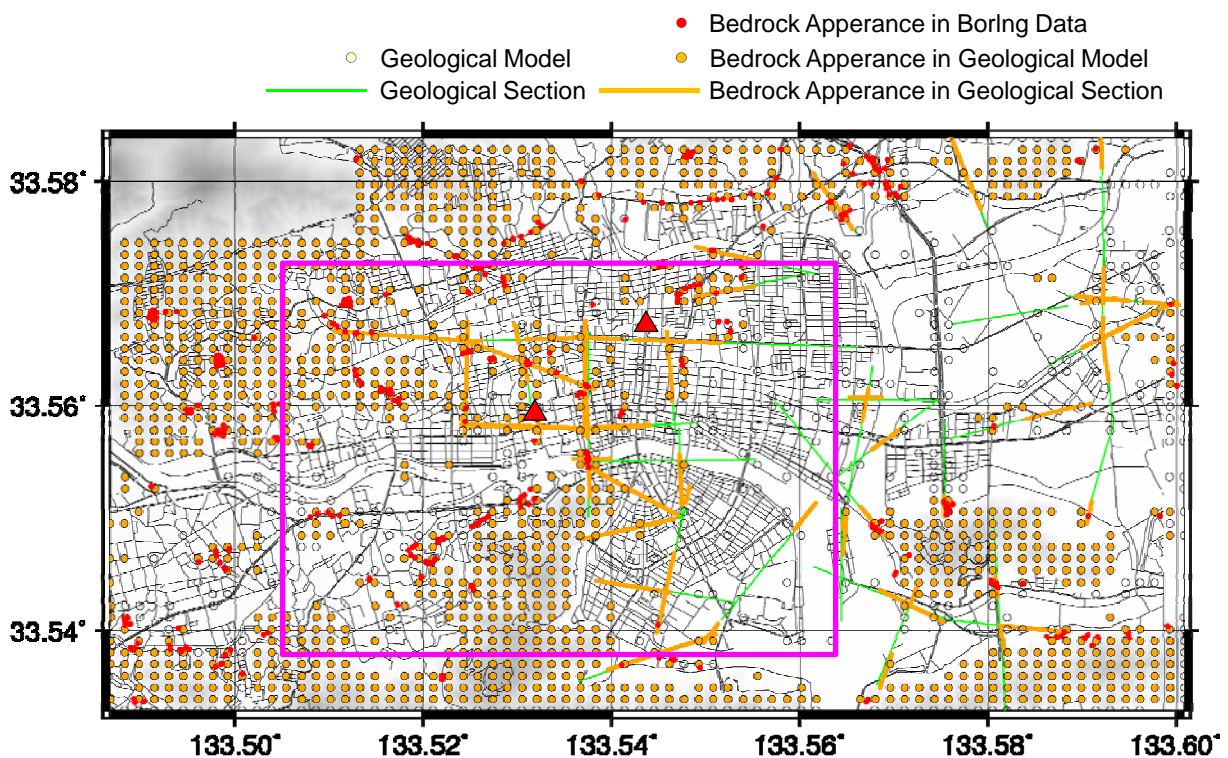 Bedrock Apperance in BorIng Data
Geological Model
Bedrock Apperance in Geological Model
Geological Section
Bedrock Apperance in Geological Section
33.58°
33.56°
33.54°
133.50° 133.52° 133.54° 133.56° 133.58° 133.60°